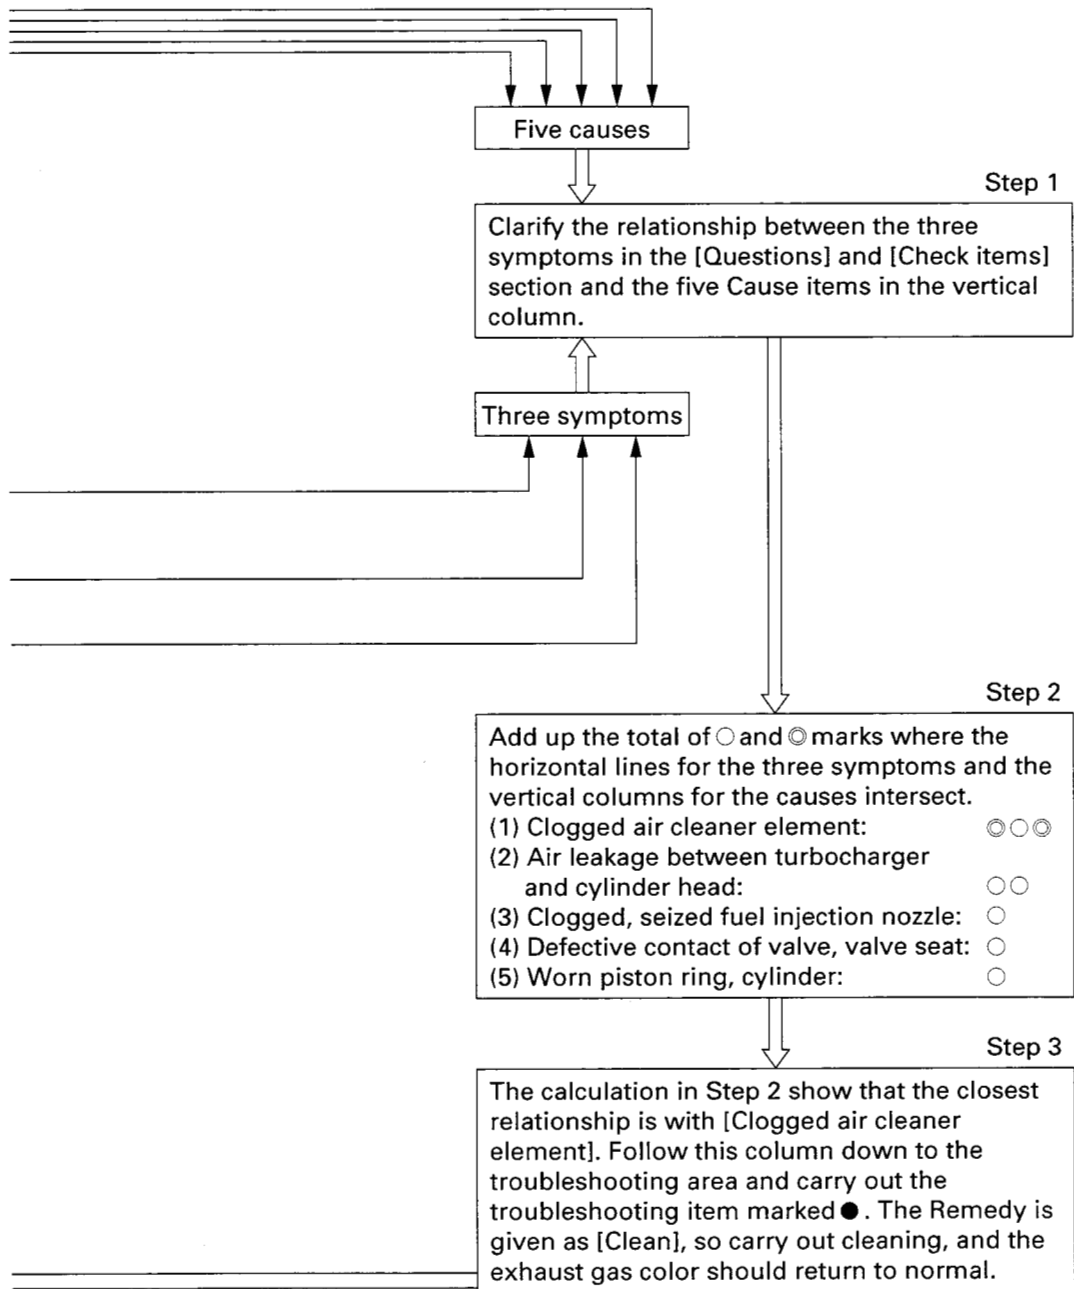 Five causes
Step 1
Clarify the relationship between the three
symptoms in the [Questions] and [Check items]
section and the five Cause items in the vertical
column.
Three symptoms
Step 2
Add up the total of ○ and ◎ marks where the
horizontal lines for the three symptoms and the
vertical columns for the causes intersect.
(1) Clogged air cleaner element: ◎○◎
(2) Air leakage between turbocharger
and cylinder head: ○○
(3) Clogged, seized fuel injection nozzle: ○
(4) Defective contact of valve, valve seat: ○
(5) Worn piston ring, cylinder: ○
Step 3
The calculation in Step 2 show that the closest
relationship is with [Clogged air cleaner
element]. Follow this column down to the
troubleshooting area and carry out the
troubleshooting item marked ●. The Remedy is
given as [Clean], so carry out cleaning, and the
exhaust gas color should return to normal.